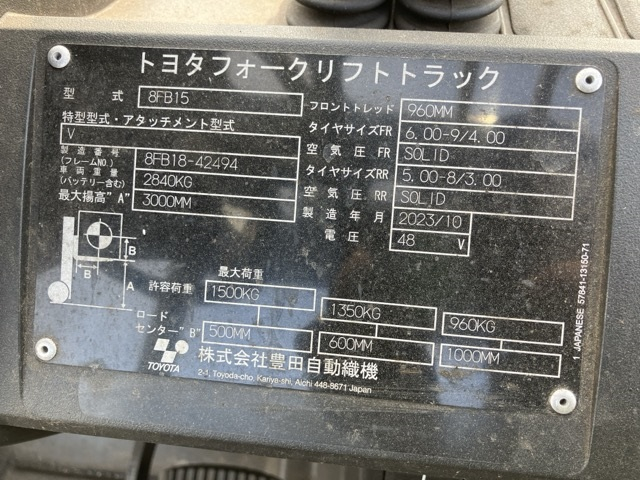 トヨタフォークリフトトラック
型式 8FB15
特型型式・アタッチメント型式
V
製造番号
(フレームNO.) 8FB18-42494
車両重量
(バッテリー含む) 2840KG
最大揚高"A" 3000MM
フロントトレッド 960MM
タイヤサイズFR 6.00-9/4.00
空気圧 FR SOLID
タイヤサイズRR 5.00-8/3.00
空気圧 RR SOLID
製造年月 2023/10
電圧 48 V
B
B
A
最大荷重
許容荷重 1500KG 1350KG 960KG
ロード
センター"B" 500MM 600MM 1000MM
TOYOTA
株式会社豊田自動織機
2-1, Toyoda-cho, Kariya-shi, Aichi 448-8671 Japan
JAPANESE 57841-13150-71